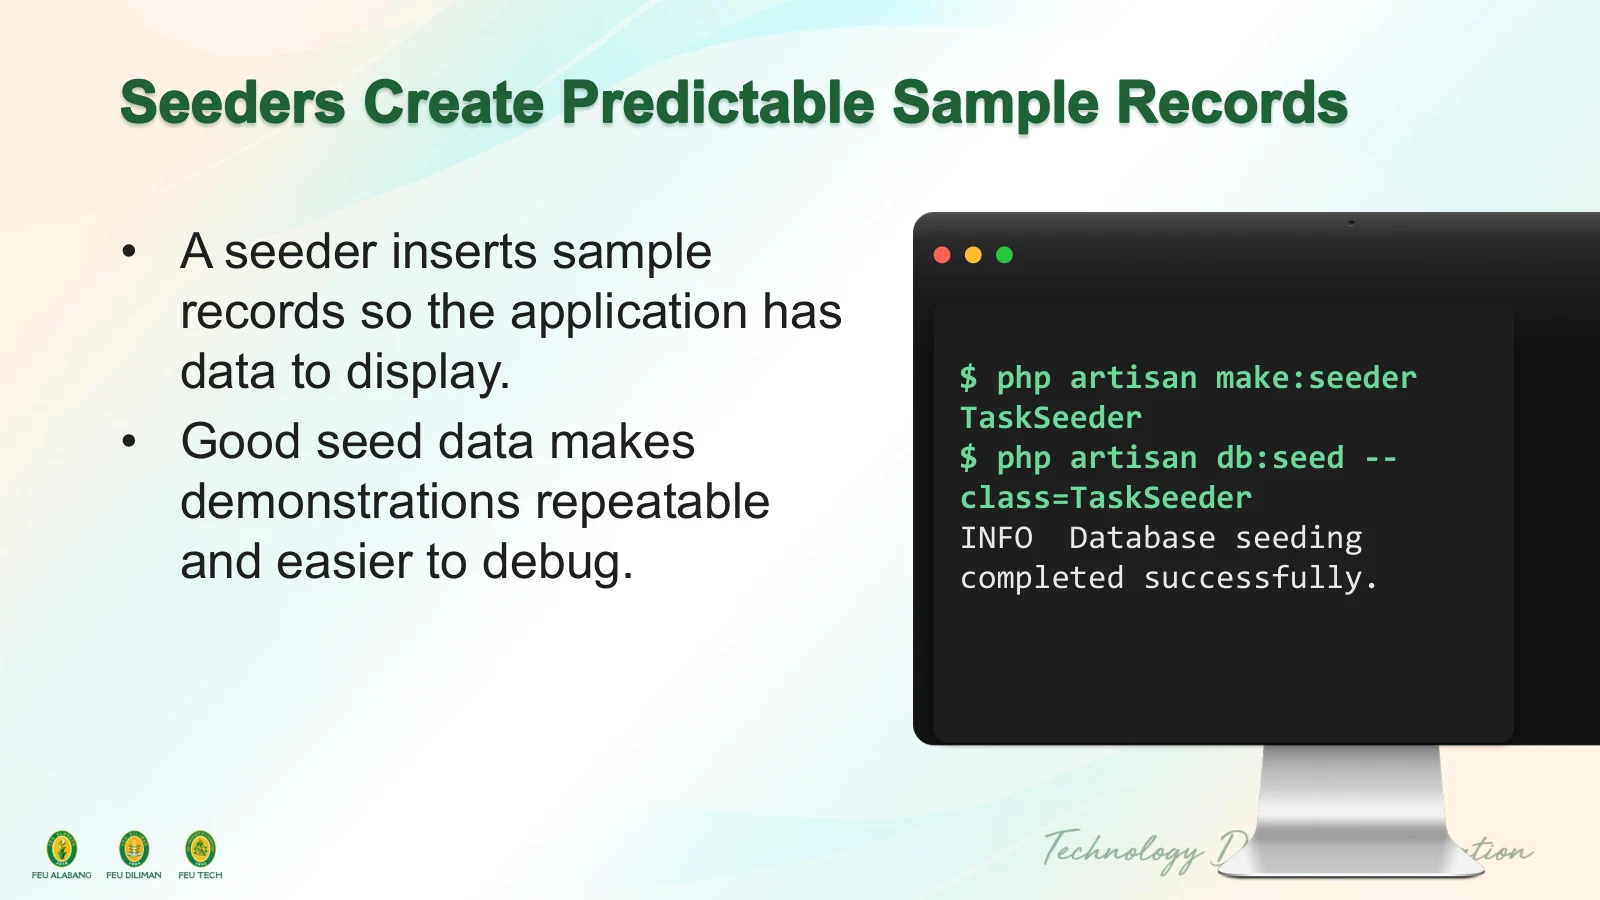 Seeders Create Predictable Sample Records
• A seeder inserts sample
records so the application has
data to display.
• Good seed data makes
demonstrations repeatable
and easier to debug.
$ php artisan make:seeder
TaskSeeder
$ php artisan db:seed --
class=TaskSeeder
INFO  Database seeding
completed successfully.
FEU ALABANG
FEU DILIMAN
FEU TECH
Technology